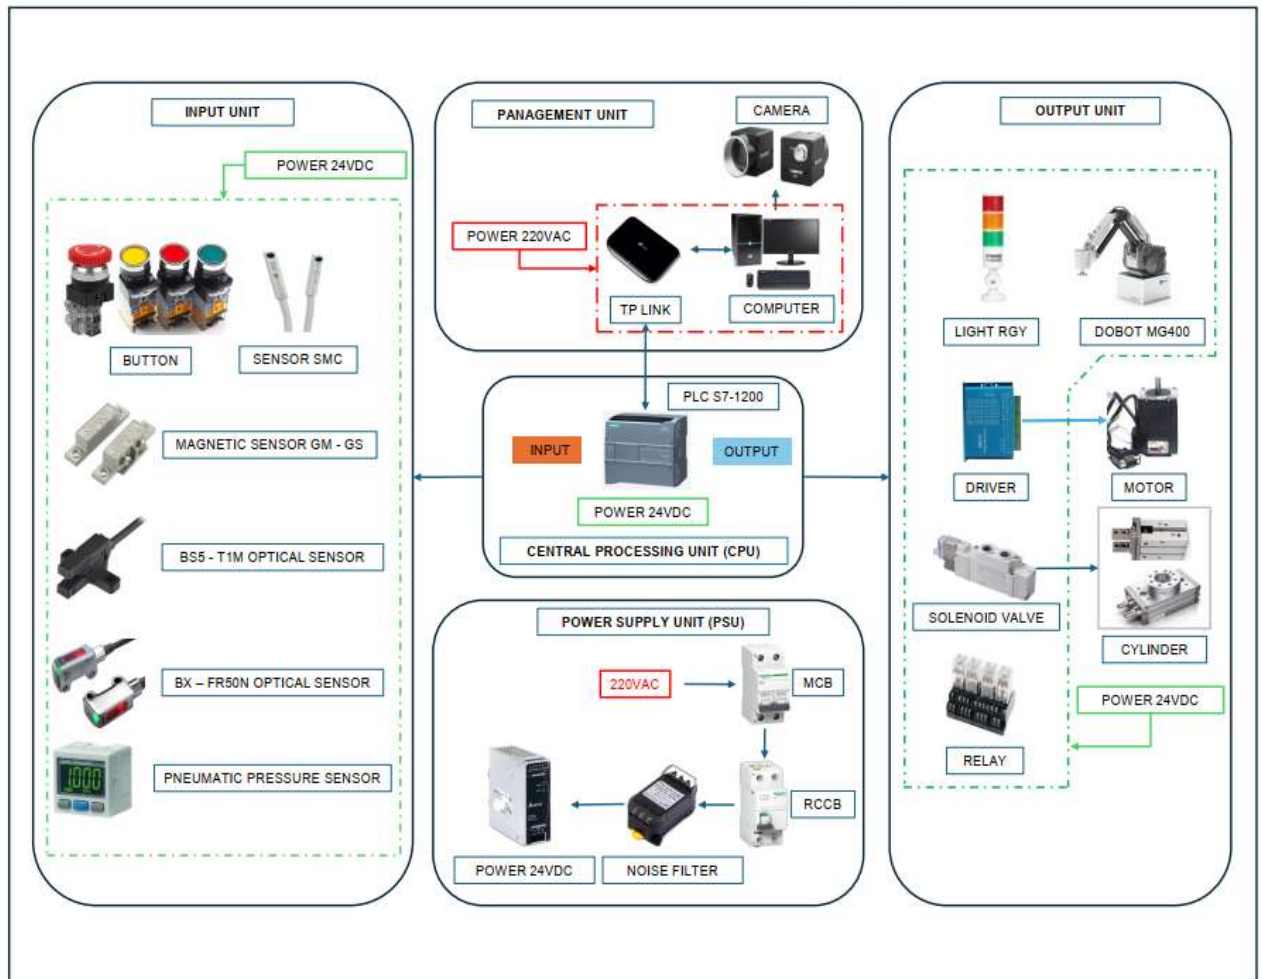 INPUT UNIT
POWER 24VDC
BUTTON
SENSOR SMC
MAGNETIC SENSOR GM - GS
BS5 - T1M OPTICAL SENSOR
BX – FR50N OPTICAL SENSOR
1.000
PNEUMATIC PRESSURE SENSOR
PANAGEMENT UNIT
CAMERA
POWER 220VAC
TP LINK
COMPUTER
PLC S7-1200
INPUT
OUTPUT
POWER 24VDC
CENTRAL PROCESSING UNIT (CPU)
POWER SUPPLY UNIT (PSU)
220VAC
MCB
RCCB
POWER 24VDC
NOISE FILTER
OUTPUT UNIT
LIGHT RGY
DOBOT MG400
DRIVER
MOTOR
SOLENOID VALVE
CYLINDER
POWER 24VDC
RELAY